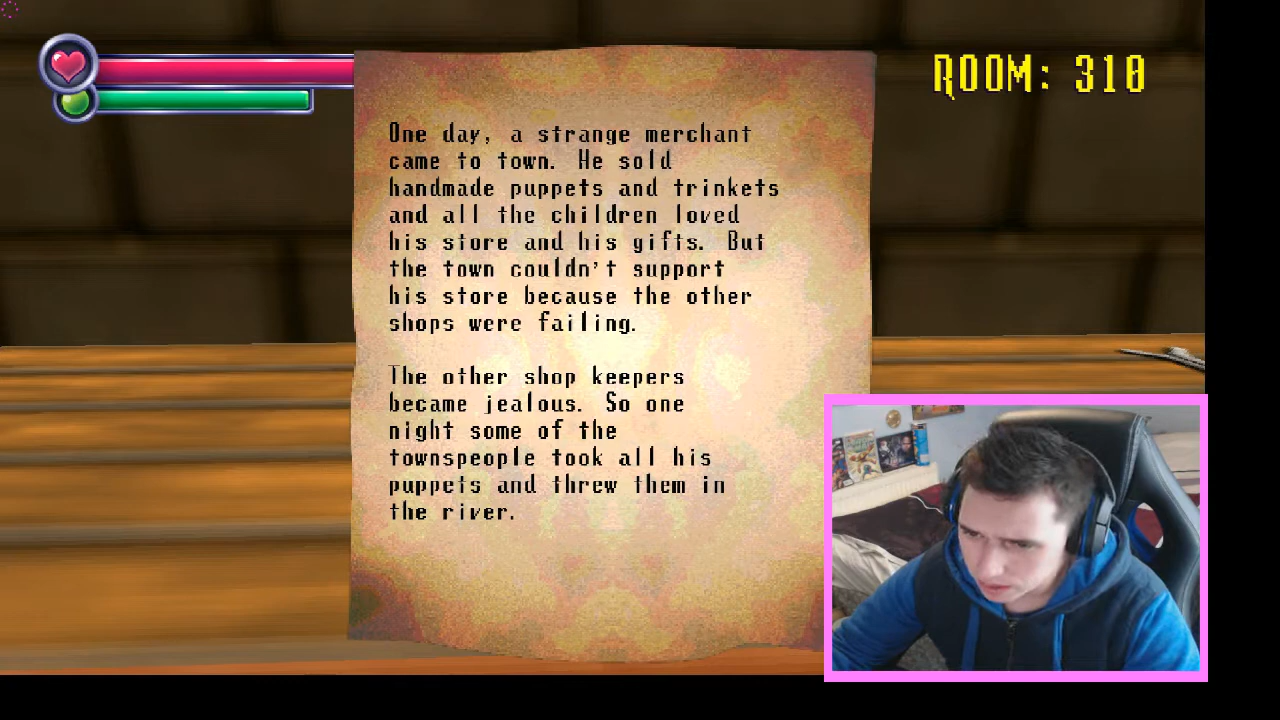 ROOM: 310
One day, a strange merchant
came to town. He sold
handmade puppets and trinkets
and all the children loved
his store and his gifts. But
the town couldn't support
his store because the other
shops were failing.
The other shop keepers
became jealous. So one
night some of the
townspeople took all his
puppets and threw them in
the river.